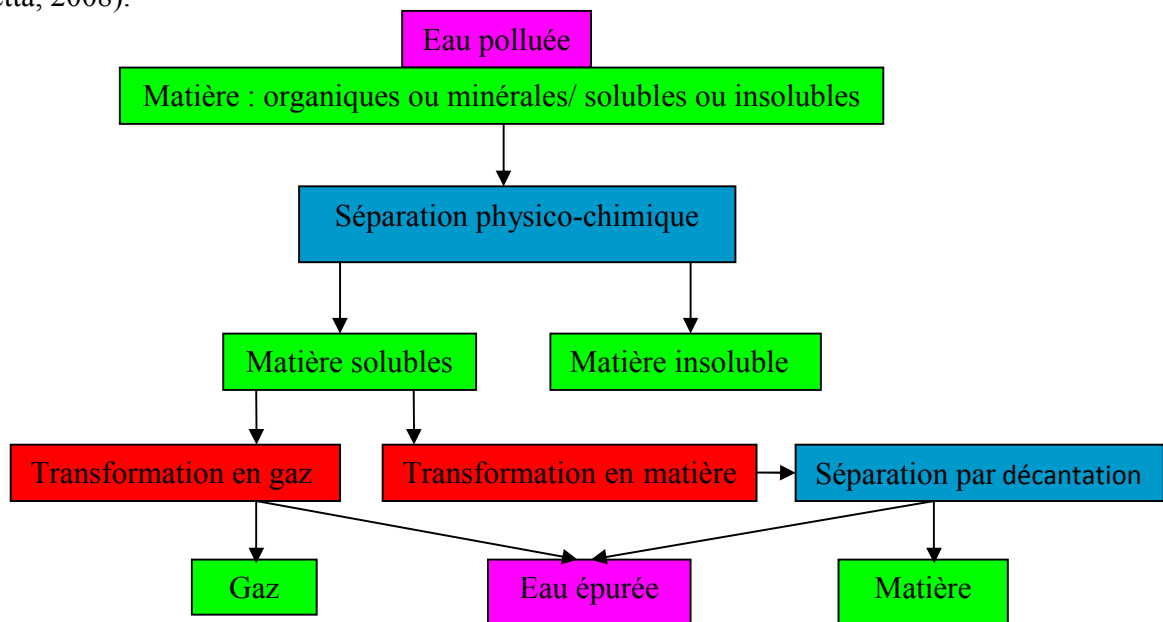 2008).
Eau polluée
Matière : organiques ou minérales/ solubles ou insolubles
Séparation physico-chimique
Matière solubles
Matière insoluble
Transformation en gaz
Transformation en matière
Séparation par décantation
Gaz
Eau épurée
Matière